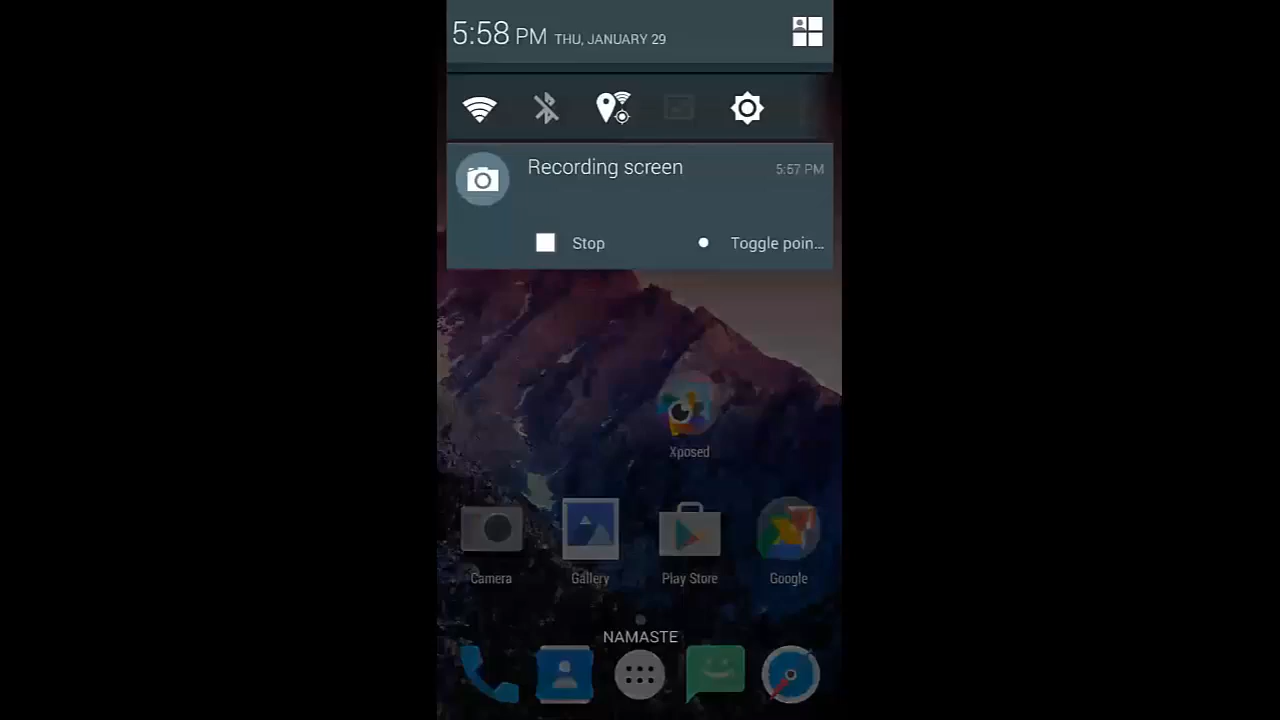 5:58 PM THU, JANUARY 29
Recording screen 5:57 PM
Stop Toggle poin...
Xposed
Camera Gallery Play Store Google
NAMASTE